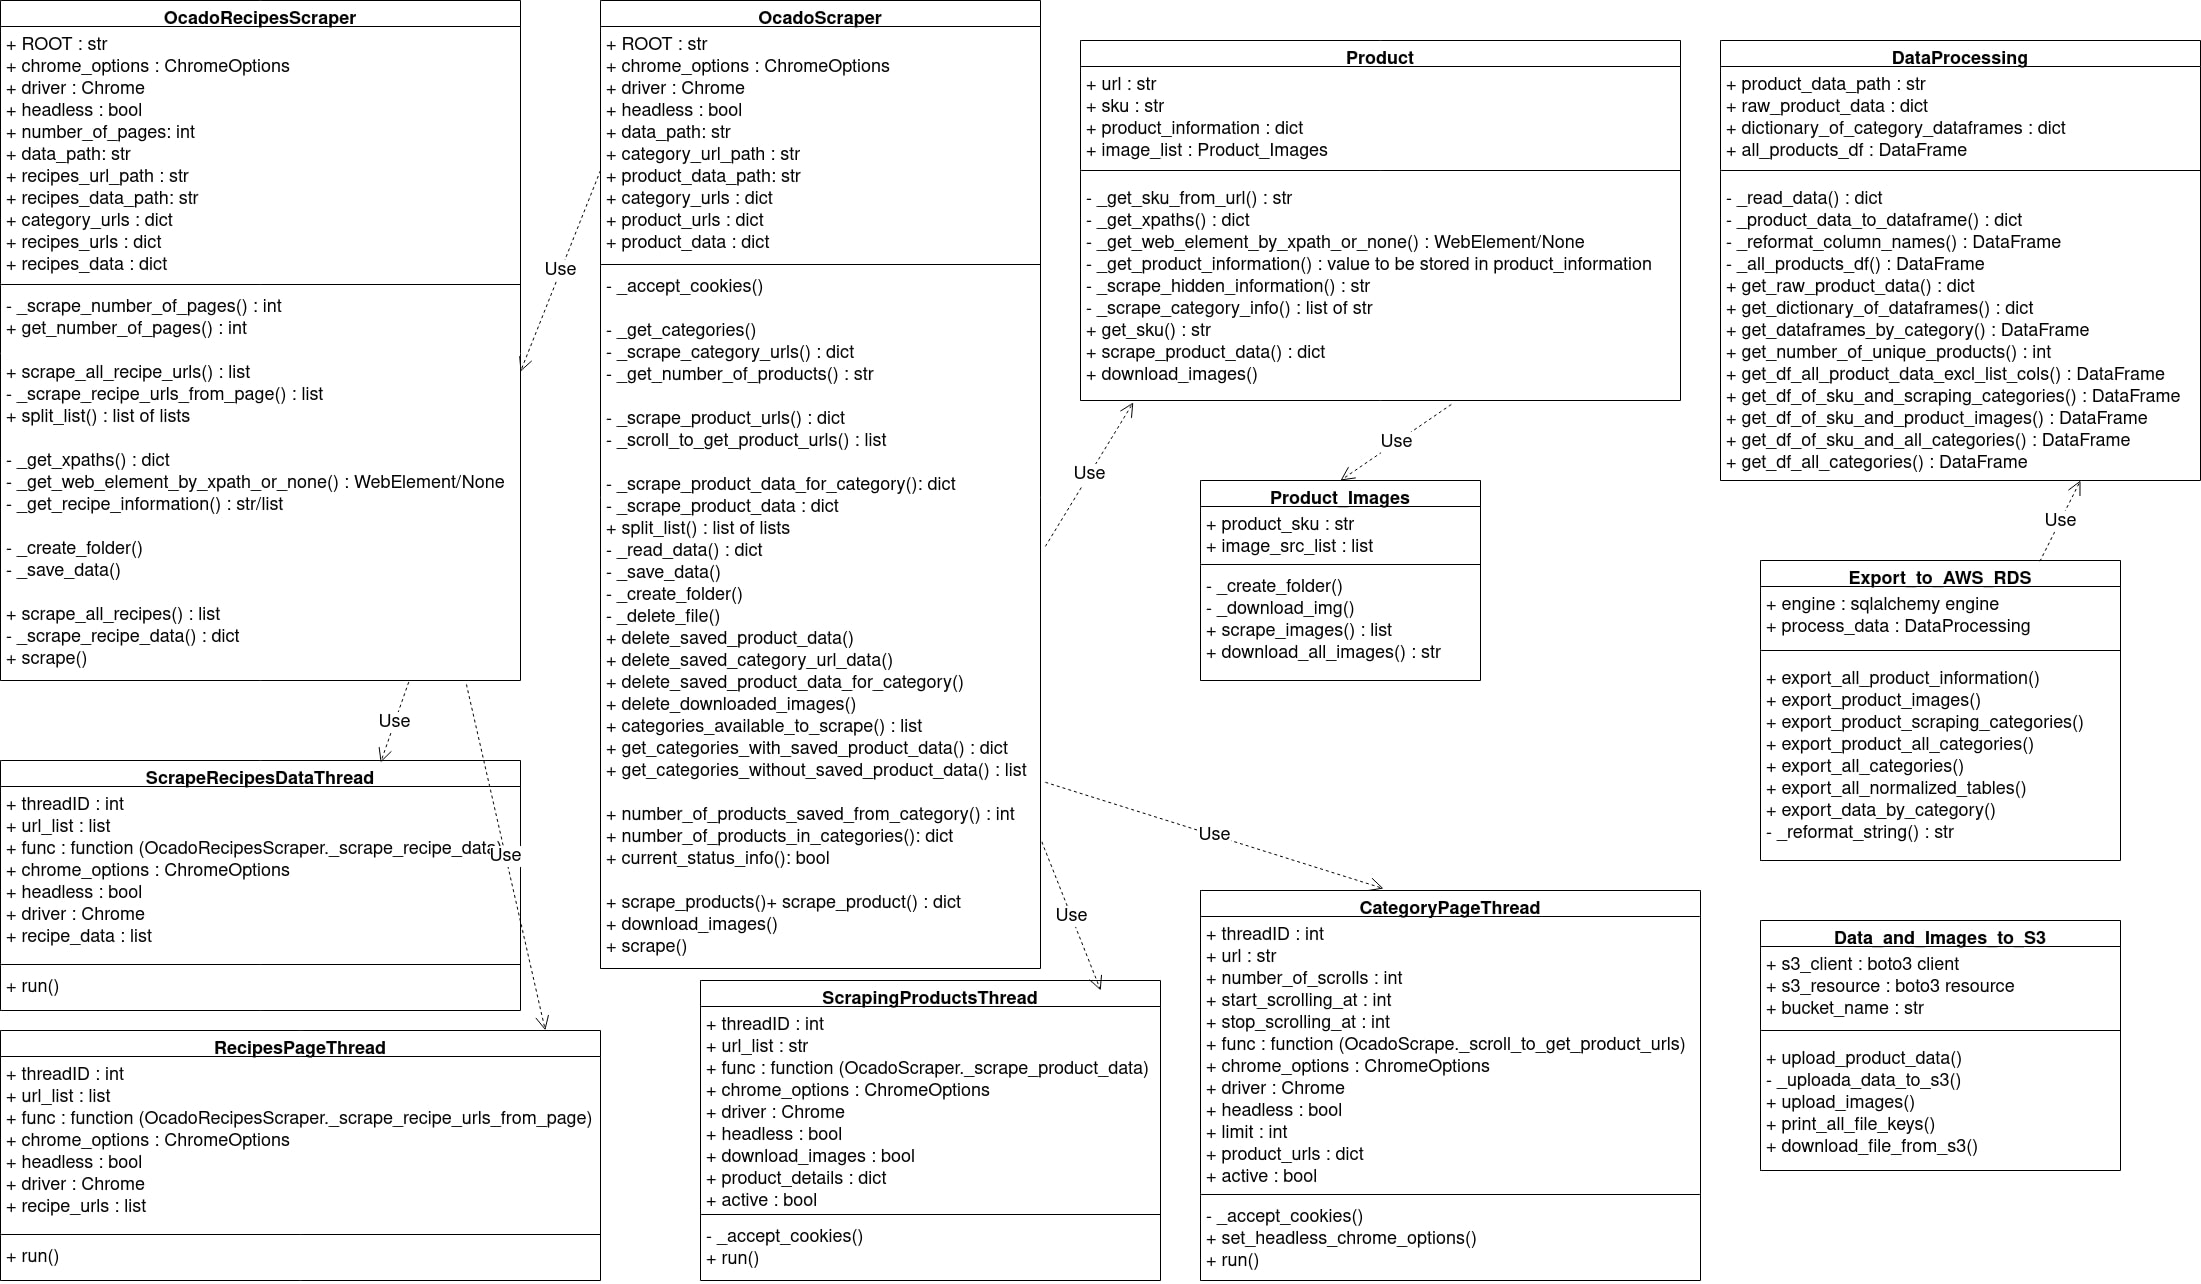 OcadoRecipesScraper
+ ROOT : str
+ chrome_options : ChromeOptions
+ driver : Chrome
+ headless : bool
+ number_of_pages: int
+ data_path: str
+ recipes_url_path : str
+ recipes_data_path: str
+ category_urls : dict
+ recipes_urls : dict
+ recipes_data : dict
- _scrape_number_of_pages() : int
+ get_number_of_pages() : int
+ scrape_all_recipe_urls() : list
- _scrape_recipe_urls_from_page() : list
+ split_list() : list of lists
- _get_xpaths() : dict
- _get_web_element_by_xpath_or_none() : WebElement/None
- _get_recipe_information() : str/list
- _create_folder()
- _save_data()
+ scrape_all_recipes() : list
- _scrape_recipe_data() : dict
+ scrape()
Use
OcadoScraper
+ ROOT : str
+ chrome_options : ChromeOptions
+ driver : Chrome
+ headless : bool
+ data_path: str
+ category_url_path : str
+ product_data_path: str
+ category_urls : dict
+ product_urls : dict
+ product_data : dict
- _accept_cookies()
- _get_categories()
- _scrape_category_urls() : dict
- _get_number_of_products() : str
- _scrape_product_urls() : dict
- _scroll_to_get_product_urls() : list
- _scrape_product_data_for_category(): dict
- _scrape_product_data : dict
+ split_list() : list of lists
- _read_data() : dict
- _save_data()
- _create_folder()
- _delete_file()
+ delete_saved_product_data()
+ delete_saved_category_url_data()
+ delete_saved_product_data_for_category()
+ delete_downloaded_images()
+ categories_available_to_scrape() : list
+ get_categories_with_saved_product_data() : dict
+ get_categories_without_saved_product_data() : list
+ number_of_products_saved_from_category() : int
+ number_of_products_in_categories(): dict
+ current_status_info(): bool
+ scrape_products()+ scrape_product() : dict
+ download_images()
+ scrape()
Use
Product
+ url : str
+ sku : str
+ product_information : dict
+ image_list : Product_Images
- _get_sku_from_url() : str
- _get_xpaths() : dict
- _get_web_element_by_xpath_or_none() : WebElement/None
- _get_product_information() : value to be stored in product_information
- _scrape_hidden_information() : str
- _scrape_category_info() : list of str
+ get_sku() : str
+ scrape_product_data() : dict
+ download_images()
Use
Product_Images
+ product_sku : str
+ image_src_list : list
- _create_folder()
- _download_img()
+ scrape_images() : list
+ download_all_images() : str
DataProcessing
+ product_data_path : str
+ raw_product_data : dict
+ dictionary_of_category_dataframes : dict
+ all_products_df : DataFrame
- _read_data() : dict
- _product_data_to_dataframe() : dict
- _reformat_column_names() : DataFrame
- _all_products_df() : DataFrame
+ get_raw_product_data() : dict
+ get_dictionary_of_dataframes() : dict
+ get_dataframes_by_category() : DataFrame
+ get_number_of_unique_products() : int
+ get_df_all_product_data_excl_list_cols() : DataFrame
+ get_df_of_sku_and_scraping_categories() : DataFrame
+ get_df_of_sku_and_product_images() : DataFrame
+ get_df_of_sku_and_all_categories() : DataFrame
+ get_df_all_categories() : DataFrame
Use
Export_to_AWS_RDS
+ engine : sqlalchemy engine
+ process_data : DataProcessing
+ export_all_product_information()
+ export_product_images()
+ export_product_scraping_categories()
+ export_product_all_categories()
+ export_all_categories()
+ export_all_normalized_tables()
+ export_data_by_category()
- _reformat_string() : str
Use
Use
ScrapeRecipesDataThread
+ threadID : int
+ url_list : list
+ func : function (OcadoRecipesScraper._scrape_recipe_data)
+ chrome_options : ChromeOptions
+ headless : bool
+ driver : Chrome
+ recipe_data : list
+ run()
RecipesPageThread
+ threadID : int
+ url_list : list
+ func : function (OcadoRecipesScraper._scrape_recipe_urls_from_page)
+ chrome_options : ChromeOptions
+ headless : bool
+ driver : Chrome
+ recipe_urls : list
+ run()
Use
ScrapingProductsThread
+ threadID : int
+ url_list : str
+ func : function (OcadoScraper._scrape_product_data)
+ chrome_options : ChromeOptions
+ driver : Chrome
+ headless : bool
+ download_images : bool
+ product_details : dict
+ active : bool
- _accept_cookies()
+ run()
Use
CategoryPageThread
+ threadID : int
+ url : str
+ number_of_scrolls : int
+ start_scrolling_at : int
+ stop_scrolling_at : int
+ func : function (OcadoScrape._scroll_to_get_product_urls)
+ chrome_options : ChromeOptions
+ driver : Chrome
+ headless : bool
+ limit : int
+ product_urls : dict
+ active : bool
- _accept_cookies()
+ set_headless_chrome_options()
+ run()
Data_and_Images_to_S3
+ s3_client : boto3 client
+ s3_resource : boto3 resource
+ bucket_name : str
+ upload_product_data()
- _uploada_data_to_s3()
+ upload_images()
+ print_all_file_keys()
+ download_file_from_s3()